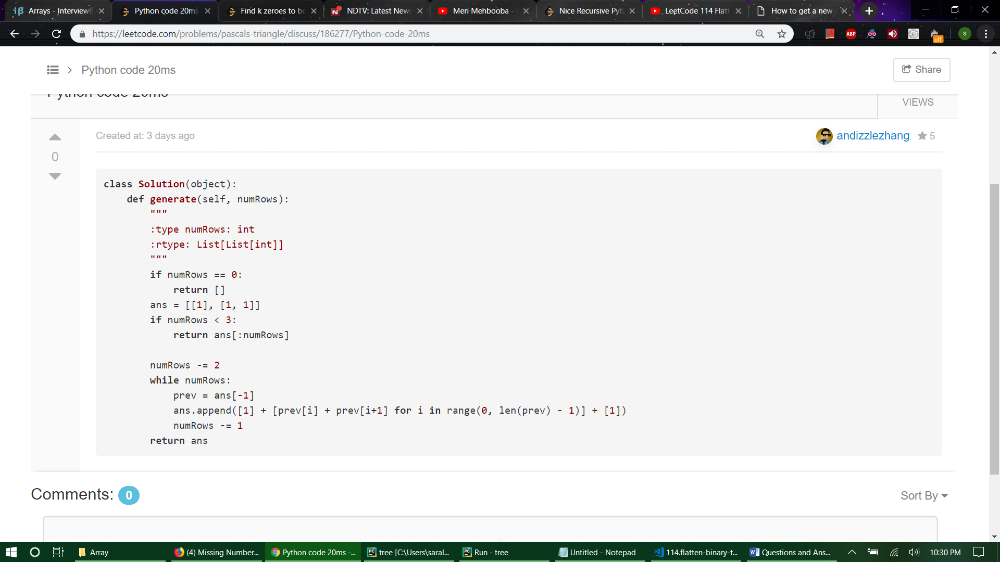 Arrays - InterviewB
Python code 20ms
Find k zeroes to be
NDTV: Latest News
Meri Mehbooba -
Nice Recursive Pyt
LeetCode 114 Flatt
How to get a new
https://leetcode.com/problems/pascals-triangle/discuss/186277/Python-code-20ms
ABP
off
S
Python code 20ms
Share
Python code 20ms
VIEWS
Created at: 3 days ago
andizzlezhang
5
0
class Solution(object):
    def generate(self, numRows):
        """
        :type numRows: int
        :rtype: List[List[int]]
        """
        if numRows == 0:
            return []
        ans = [[1], [1, 1]]
        if numRows < 3:
            return ans[:numRows]
        numRows -= 2
        while numRows:
            prev = ans[-1]
            ans.append([1] + [prev[i] + prev[i+1] for i in range(0, len(prev) - 1)] + [1])
            numRows -= 1
        return ans
Comments: 0
Sort By
Array
(4) Missing Number...
Python code 20ms -...
tree [C:\Users\saral...
Run - tree
Untitled - Notepad
114.flatten-binary-t...
Questions and Ans...
10:30 PM